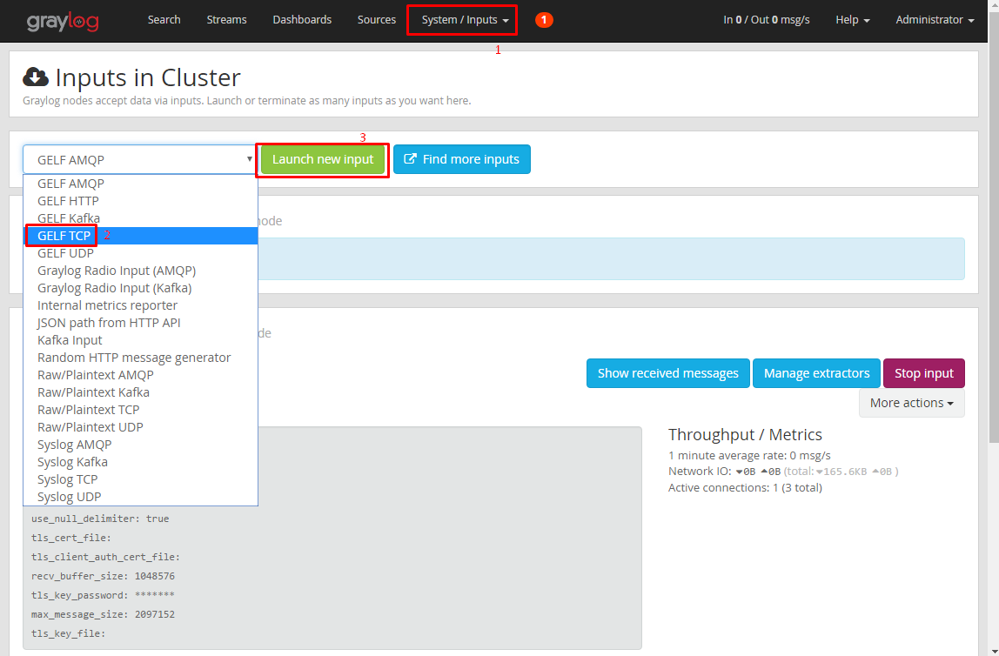 graylog Search Streams Dashboards Sources System / Inputs 1 In 0 / Out 0 msg/s Help Administrator
1
Inputs in Cluster
Graylog nodes accept data via inputs. Launch or terminate as many inputs as you want here.
3
GELF AMQP Launch new input Find more inputs
GELF AMQP
GELF HTTP
GELF Kafka node
GELF TCP 2
GELF UDP
Graylog Radio Input (AMQP)
Graylog Radio Input (Kafka)
Internal metrics reporter
JSON path from HTTP API de
Kafka Input
Random HTTP message generator
Raw/Plaintext AMQP Show received messages Manage extractors Stop input
Raw/Plaintext Kafka More actions
Raw/Plaintext TCP
Raw/Plaintext UDP Throughput / Metrics
Syslog AMQP 1 minute average rate: 0 msg/s
Syslog Kafka Network IO: 0B 0B (total: 165.6KB 0B )
Syslog TCP Active connections: 1 (3 total)
Syslog UDP
use_null_delimiter: true
tls_cert_file:
tls_client_auth_cert_file:
recv_buffer_size: 1048576
tls_key_password: *******
max_message_size: 2097152
tls_key_file: